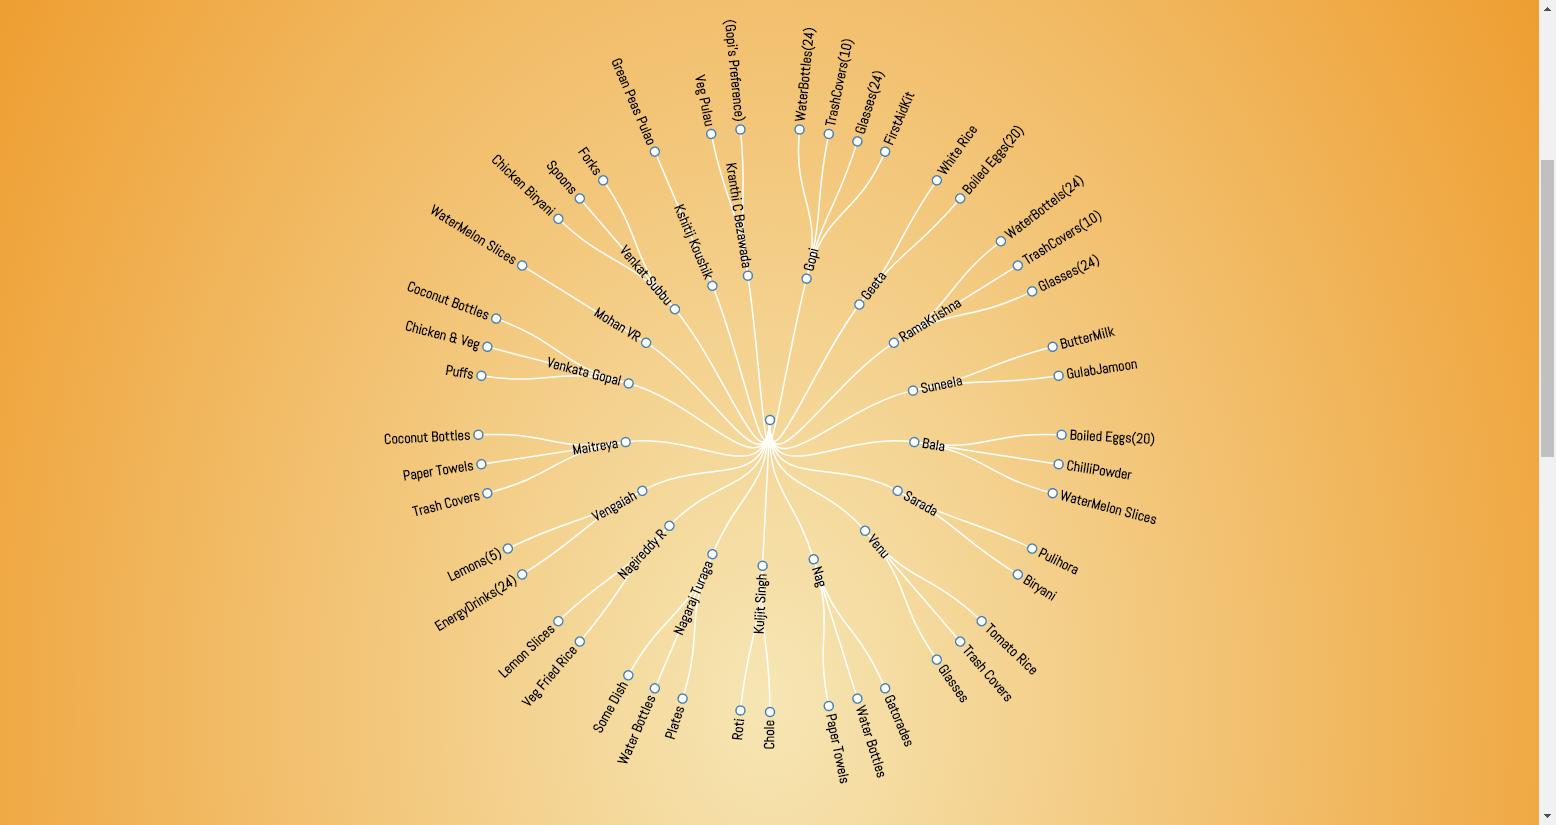 Gopi
WaterBottles(24)
TrashCovers(10)
Glasses(24)
FirstAidKit
Geeta
White Rice
Boiled Eggs(20)
RamaKrishna
WaterBottels(24)
TrashCovers(10)
Glasses(24)
Suneela
ButterMilk
GulabJamoon
Bala
Boiled Eggs(20)
ChilliPowder
WaterMelon Slices
Sarada
Pulihora
Biryani
Venu
Tomato Rice
Trash Covers
Glasses
Nag
Gatorades
Water Bottles
Paper Towels
Kuljit Singh
Chole
Roti
Nagaraj Turaga
Plates
Water Bottles
Some Dish
Nagireddy R
Veg Fried Rice
Lemon Slices
Vengaiah
EnergyDrinks(24)
Lemons(5)
Maitreya
Trash Covers
Paper Towels
Coconut Bottles
Venkata Gopal
Puffs
Chicken & Veg
Coconut Bottles
Mohan VR
WaterMelon Slices
Venkat Subbu
Chicken Biryani
Spoons
Forks
Kshitij Koushik
Grean Peas Pulao
Kranthi C Bezawada
Veg Pulau
(Gopi's Preference)